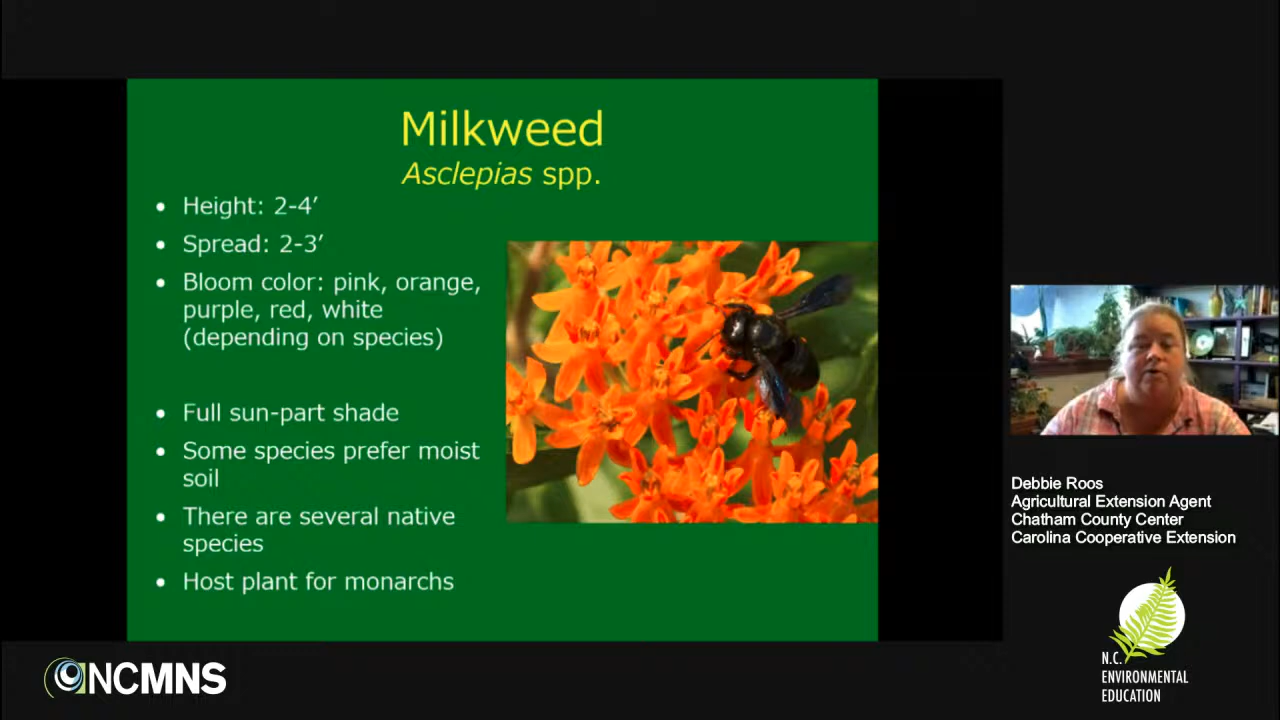 Milkweed
Asclepias spp.
• Height: 2-4’
• Spread: 2-3’
• Bloom color: pink, orange,
purple, red, white
(depending on species)
• Full sun-part shade
• Some species prefer moist
soil
• There are several native
species
• Host plant for monarchs
Debbie Roos
Agricultural Extension Agent
Chatham County Center
Carolina Cooperative Extension
NCMNS
N.C.
ENVIRONMENTAL
EDUCATION